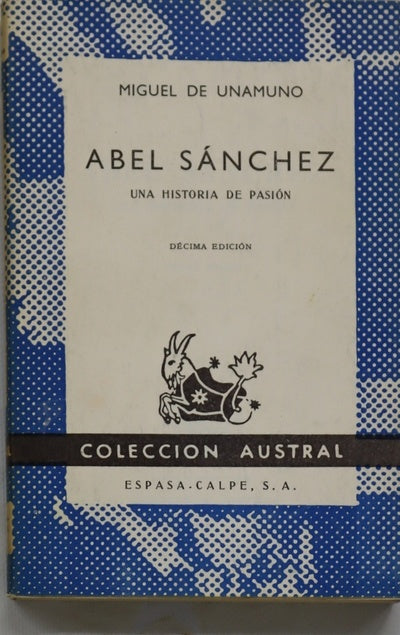 MIGUEL DE UNAMUNO
ABEL SÁNCHEZ
UNA HISTORIA DE PASIÓN
DÉCIMA EDICIÓN
COLECCION AUSTRAL
ESPASA-CALPE, S. A.